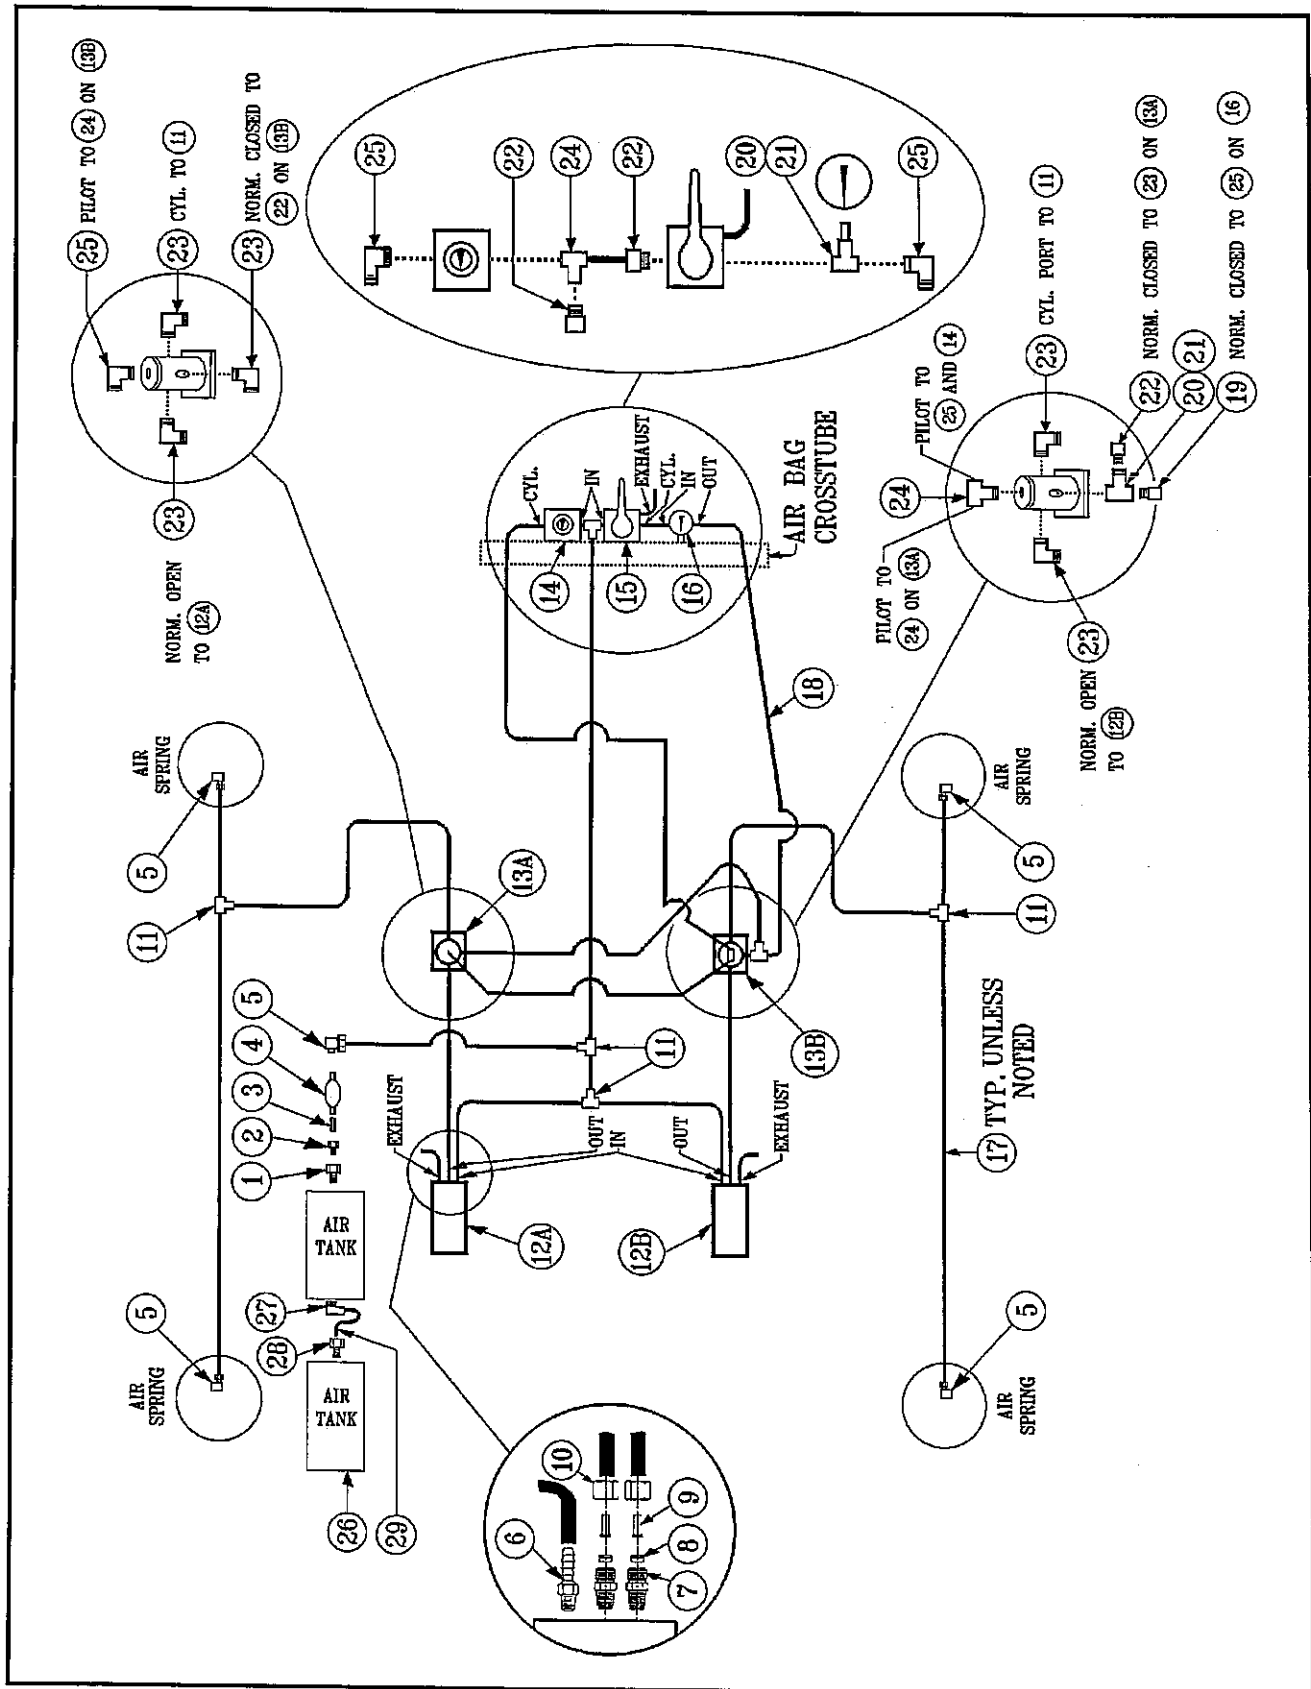 25 PILOT TO 24 ON 13B
23 CYL. TO 11
23 NORM. CLOSED TO
22 ON 13B
23
NORM. OPEN
TO 12A
25
22
24
22
20
21
25
CYL.
IN
EXHAUST
CYL.
IN
OUT
14
15
16
AIR BAG
CROSSTUBE
18
PILOT TO
25 AND 14
24
PILOT TO
24 ON 13A
23 CYL. PORT TO 11
22 NORM. CLOSED TO 23 ON 13A
20 21
19 NORM. CLOSED TO 25 ON 16
NORM. OPEN 23
TO 12B
AIR
SPRING
5
11
13A
5
4
3
2
1
AIR
TANK
27
28
AIR
TANK
26
29
5
AIR
SPRING
EXHAUST
OUT
IN
12A
11
13B
OUT
EXHAUST
12B
AIR
SPRING
5
11
17 TYP. UNLESS
NOTED
5
AIR
SPRING
6
10
9
8
7